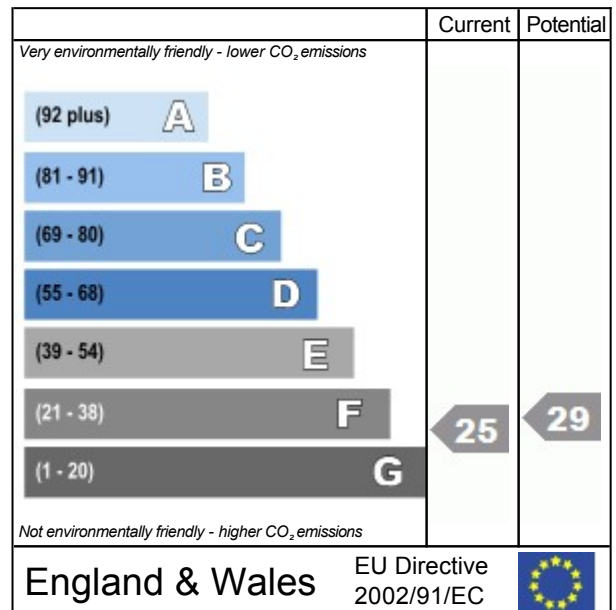 Current Potential
Very environmentally friendly - lower CO₂ emissions
(92 plus) A
(81 - 91) B
(69 - 80) C
(55 - 68) D
(39 - 54) E
(21 - 38) F
25 29
(1 - 20) G
Not environmentally friendly - higher CO₂ emissions
England & Wales
EU Directive
2002/91/EC